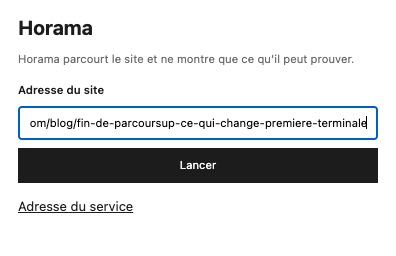 Horama
Horama parcourt le site et ne montre que ce qu'il peut prouver.
Adresse du site
om/blog/fin-de-parcoursup-ce-qui-change-premiere-terminale
Lancer
Adresse du service